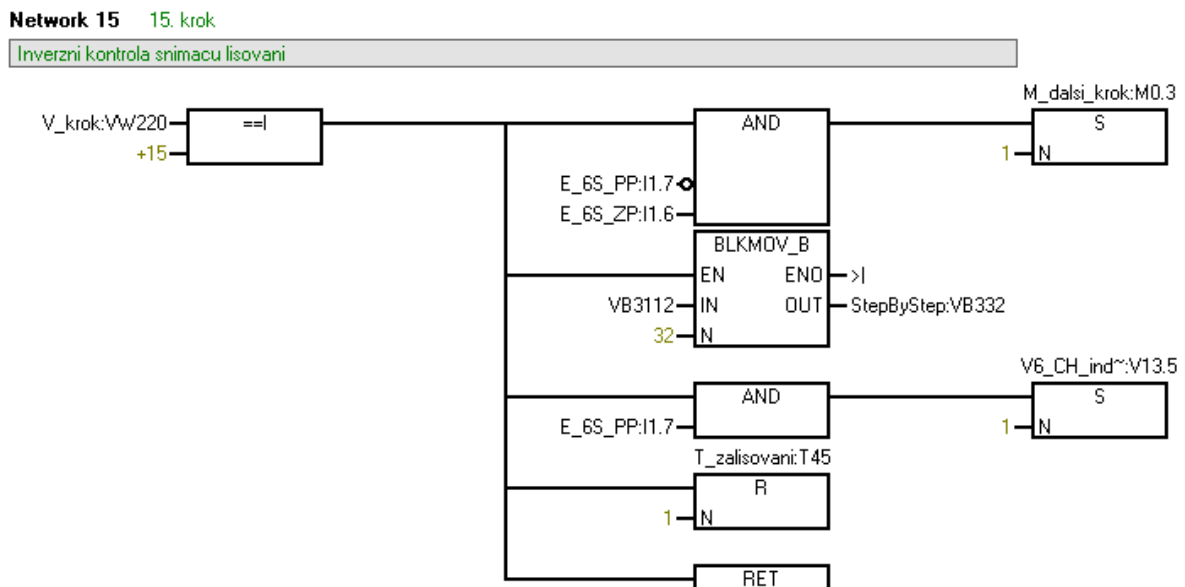 Network 15 15. krok
Inverzni kontrola snimacu lisovani
M_dalsi_krok:M0.3
V_krok:VW220 ==I AND S
+15 1 N
E_6S_PP:I1.7
E_6S_ZP:I1.6
BLKMOV_B
EN ENO >|
VB3112 IN OUT StepByStep:VB332
32 N
V6_CH_ind~:V13.5
AND S
E_6S_PP:I1.7 1 N
T_zalisovani:T45
R
1 N
RET